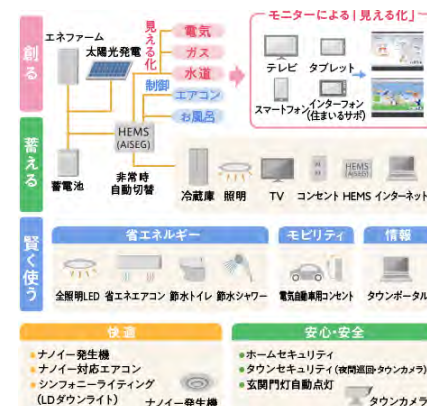 創る
エネファーム
太陽光発電
見える化
電気
ガス
水道
制御
エアコン
お風呂
モニターによる「見える化」
テレビ
タブレット
スマートフォン
インターフォン
(住まいるサポ)
蓄える
HEMS
(AISEG)
蓄電池
非常時
自動切替
冷蔵庫
照明
TV
コンセント
HEMS
(AISEG)
HEMS
インターネット
賢く使う
省エネルギー
モビリティ
情報
全照明LED
省エネエアコン
節水トイレ
節水シャワー
電気自動車用コンセント
タウンポータル
快適
ナノイー発生機
ナノイー対応エアコン
シンフォニーライティング
(LDダウンライト)
ナノイー発生機
安心・安全
ホームセキュリティ
タウンセキュリティ(夜間巡回・タウンカメラ)
玄関門灯自動点灯
タウンカメラ